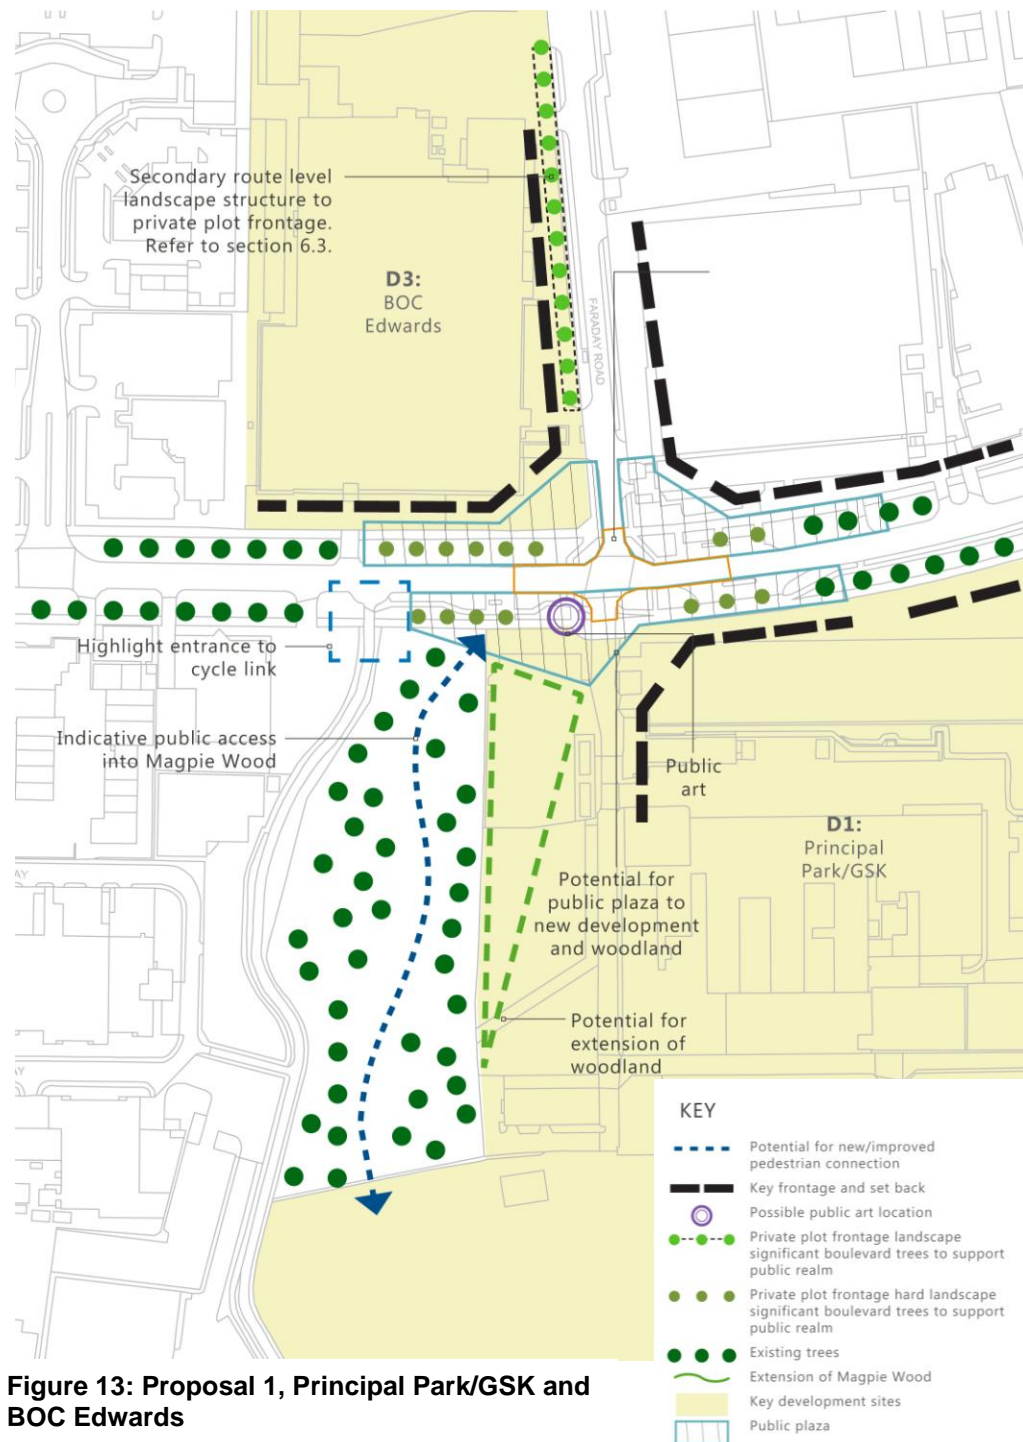 Secondary route level
landscape structure to
private plot frontage.
Refer to section 6.3.
D3:
BOC
Edwards
FARADAY ROAD
Highlight entrance to
cycle link
Indicative public access
into Magpie Wood
Public
art
D1:
Principal
Park/GSK
Potential for
public plaza to
new development
and woodland
Potential for
extension of
woodland
KEY
Potential for new/improved
pedestrian connection
Key frontage and set back
Possible public art location
Private plot frontage landscape
significant boulevard trees to support
public realm
Private plot frontage hard landscape
significant boulevard trees to support
public realm
Existing trees
Extension of Magpie Wood
Key development sites
Public plaza
Figure 13: Proposal 1, Principal Park/GSK and
BOC Edwards